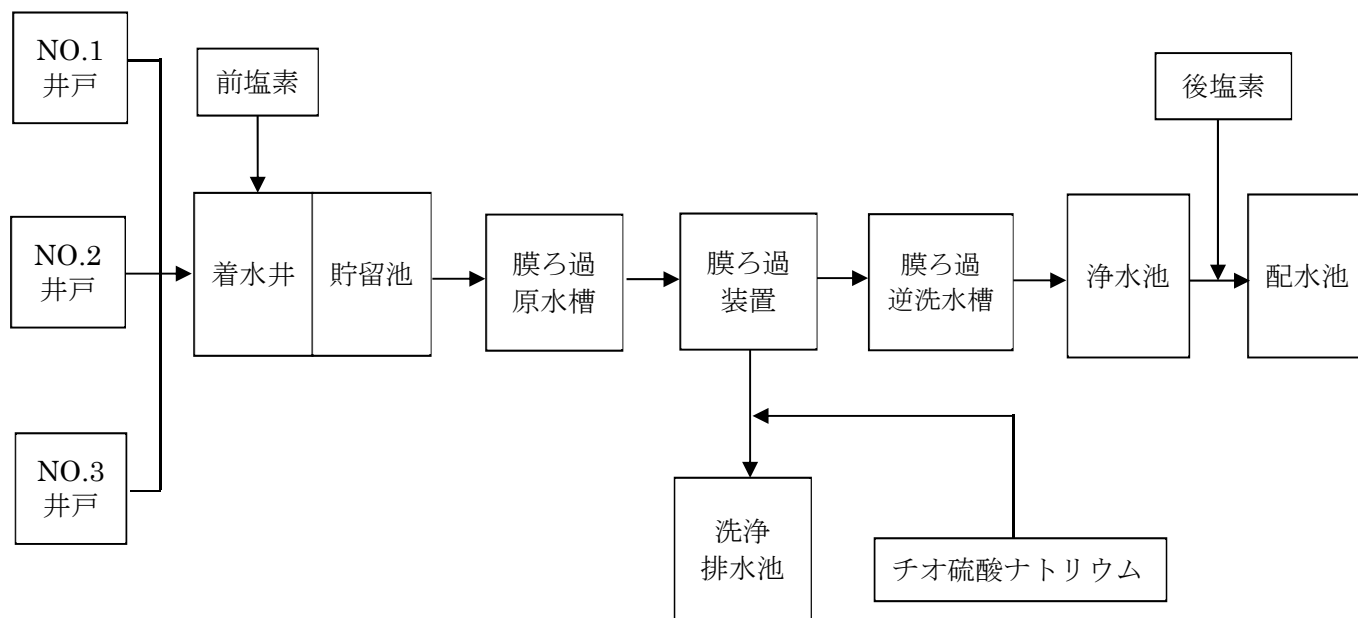 NO.1
井戸
前塩素
後塩素
NO.2
井戸
着水井
貯留池
膜ろ過
原水槽
膜ろ過
装置
膜ろ過
逆洗水槽
浄水池
配水池
NO.3
井戸
洗浄
排水池
チオ硫酸ナトリウム